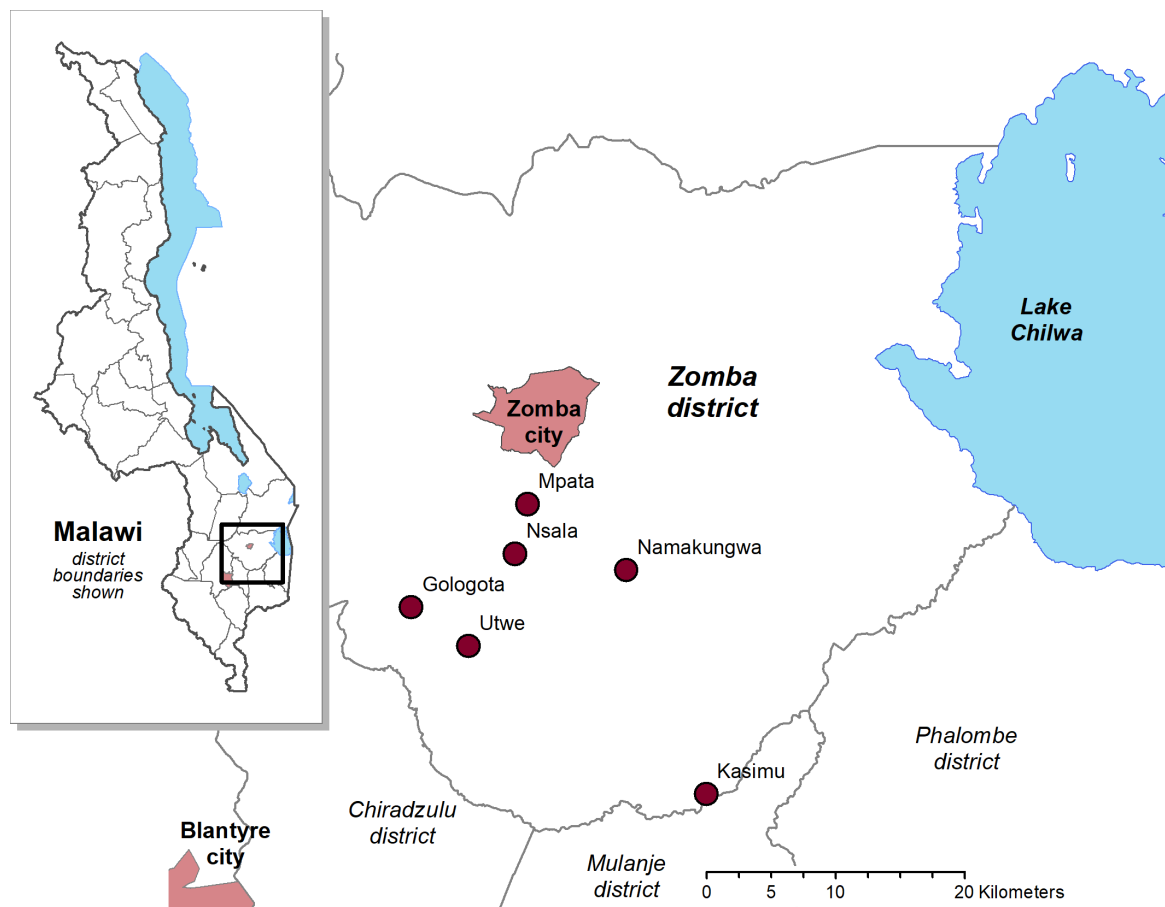 Malawi
district
boundaries
shown
Lake
Chilwa
Zomba
district
Zomba
city
Mpata
Nsala
Namakungwa
Gologota
Utwe
Kasimu
Phalombe
district
Chiradzulu
district
Blantyre
city
Mulanje
district
0 5 10 20 Kilometers